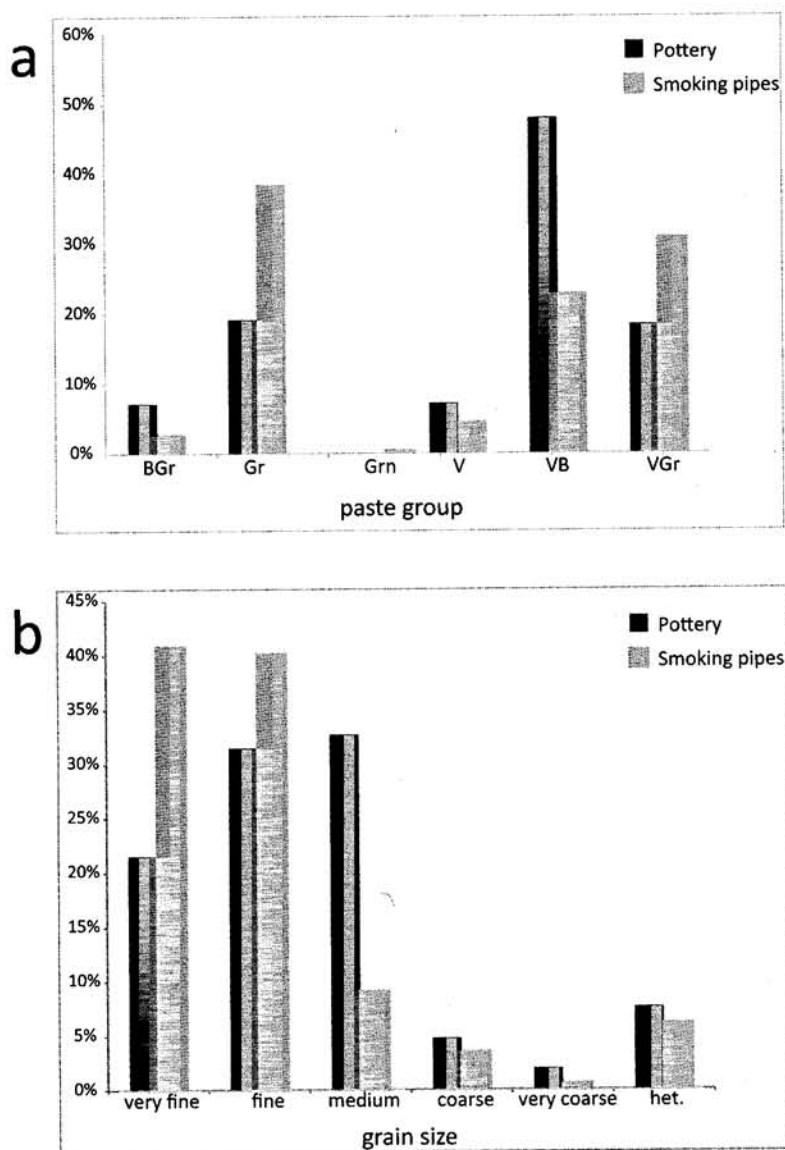 a
60%
50%
40%
30%
20%
10%
0%
Pottery
Smoking pipes
BGr Gr Grn V VB VGr
paste group
b
45%
40%
35%
30%
25%
20%
15%
10%
5%
0%
Pottery
Smoking pipes
very fine fine medium coarse very coarse het.
grain size